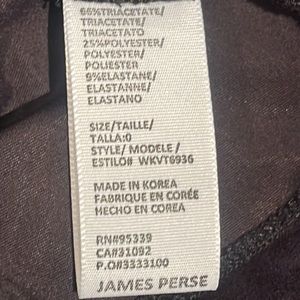 66%TRIACETATE/
TRIACETATE/
TRIACETATO
25%POLYESTER/
POLYESTER/
POLIESTER
9%ELASTANE/
ELASTANNE/
ELASTANO
SIZE/TAILLE/
TALLA:0
STYLE/ MODELE /
ESTILO# WKVT6936
MADE IN KOREA
FABRIQUE EN CORÉE
HECHO EN COREA
RN#95339
CA#31092
P.O#3333100
JAMES PERSE